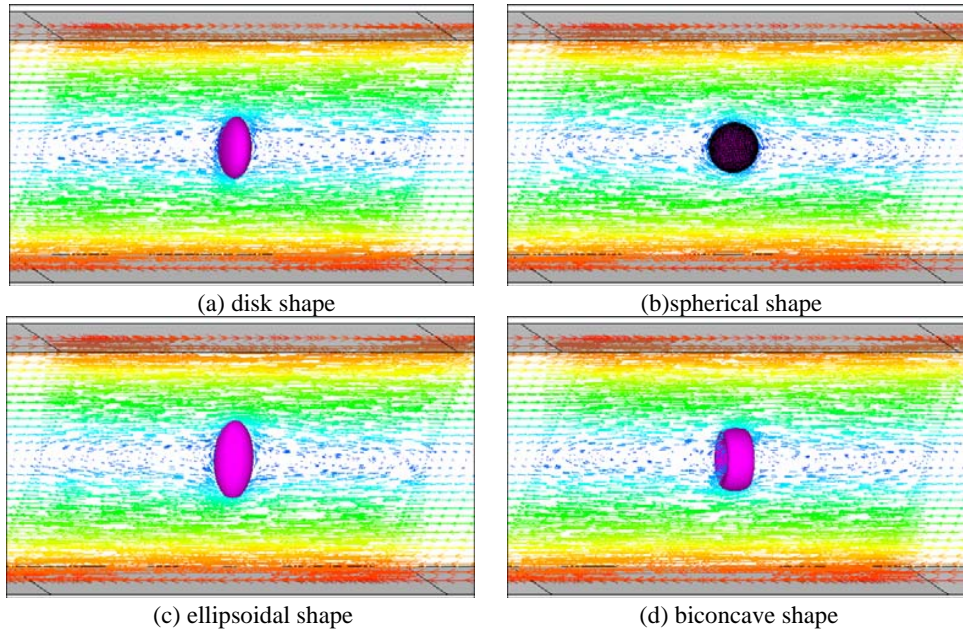 (a) disk shape
(b)spherical shape
(c) ellipsoidal shape
(d) biconcave shape